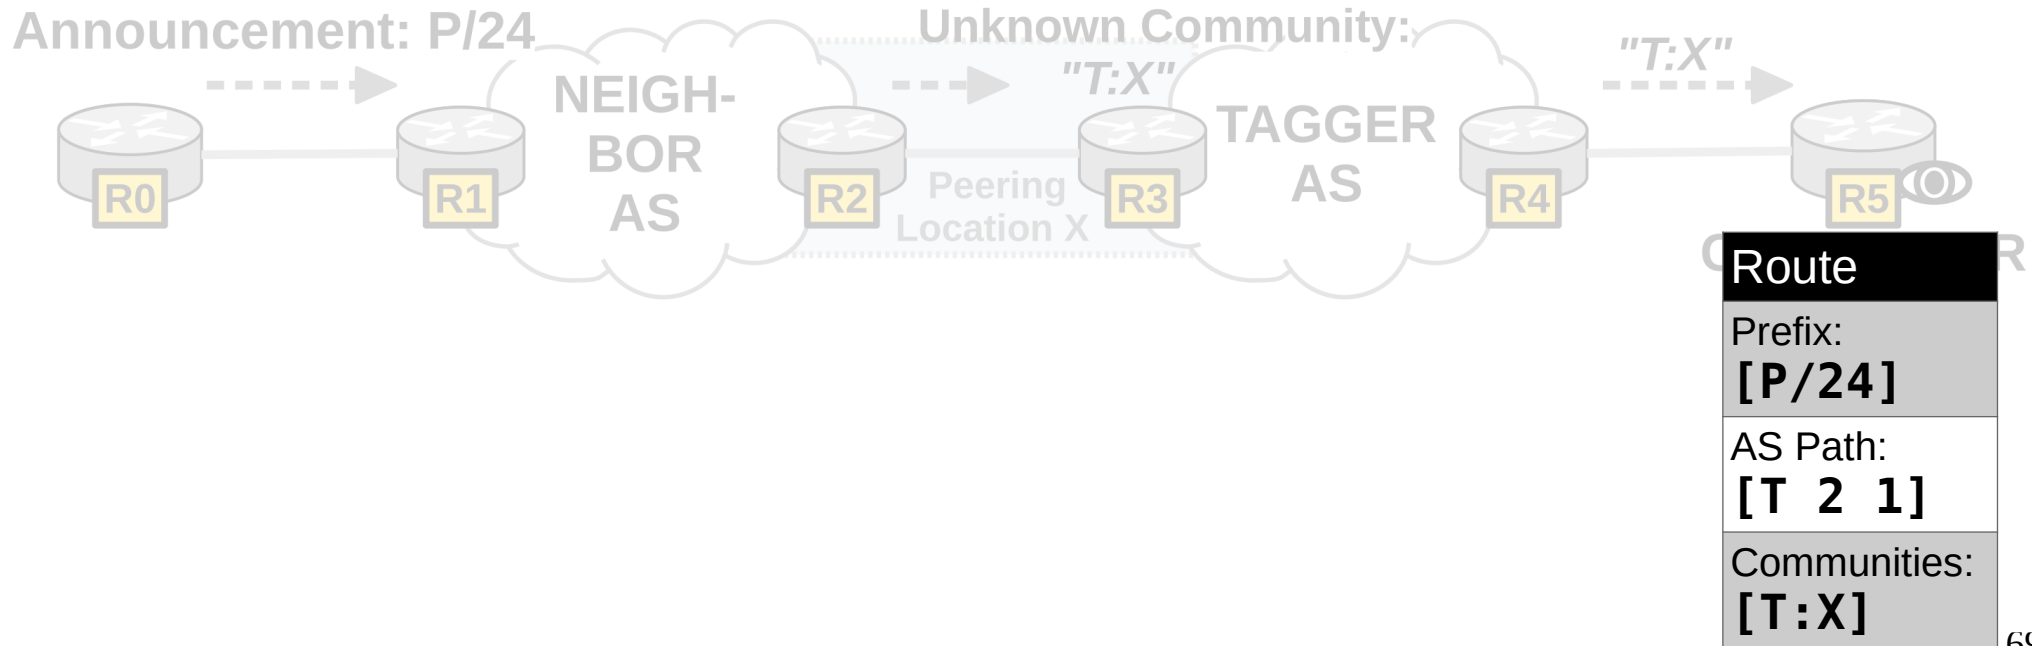 Announcement: P/24
Unknown Community:
"T:X"
"T:X"
NEIGH-
BOR
AS
TAGGER
AS
R0
R1
R2
Peering
Location X
R3
R4
R5
Route
Prefix:
[P/24]
AS Path:
[T 2 1]
Communities:
[T:X]